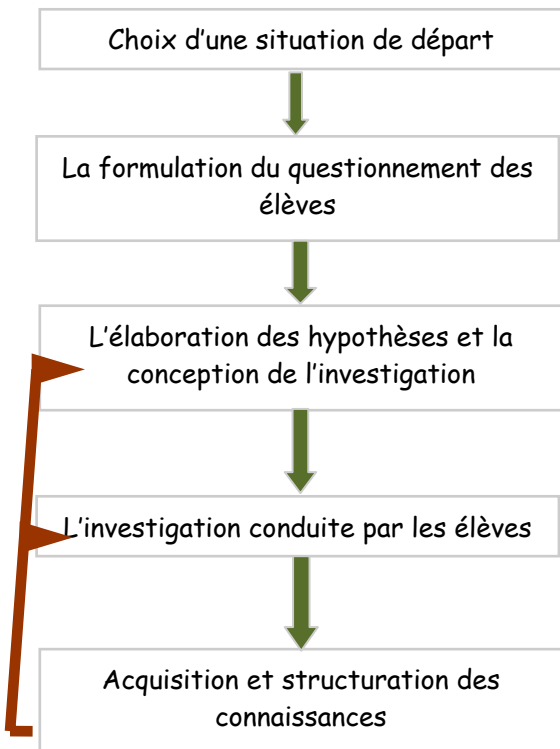 Choix d'une situation de départ
La formulation du questionnement des
élèves
L'élaboration des hypothèses et la
conception de l'investigation
L'investigation conduite par les élèves
Acquisition et structuration des
connaissances